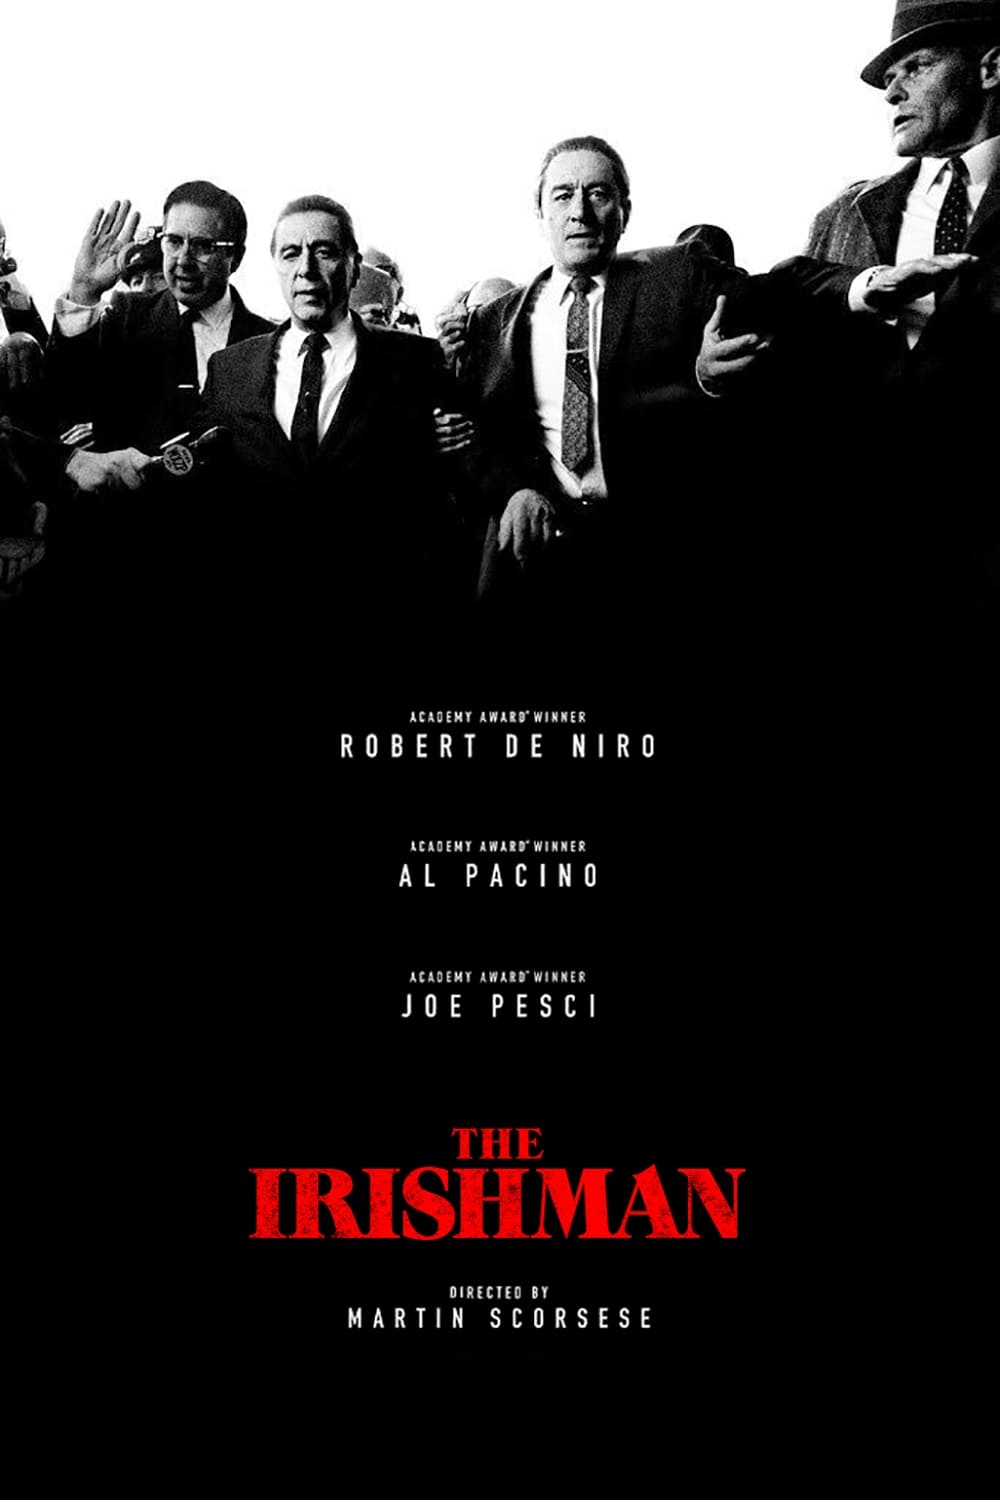 ACADEMY AWARD® WINNER
ROBERT DE NIRO
ACADEMY AWARD® WINNER
AL PACINO
ACADEMY AWARD® WINNER
JOE PESCI
THE
IRISHMAN
DIRECTED BY
MARTIN SCORSESE